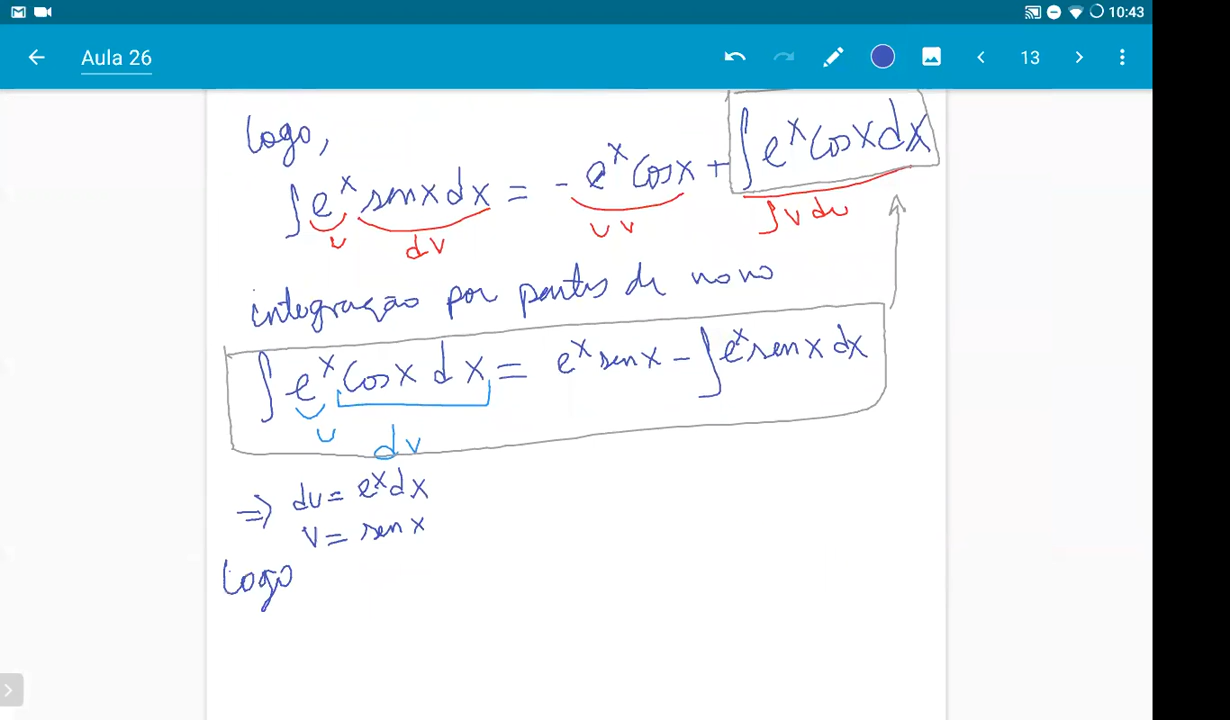 10:43
Aula 26
13
Logo,
∫ e^x sen x dx = - e^x cos x + ∫ e^x cos x dx
u dv u v ∫ v du
integração por partes de novo
∫ e^x cos x dx = e^x sen x - ∫ e^x sen x dx
u dv
⇒ du = e^x dx
v = sen x
Logo